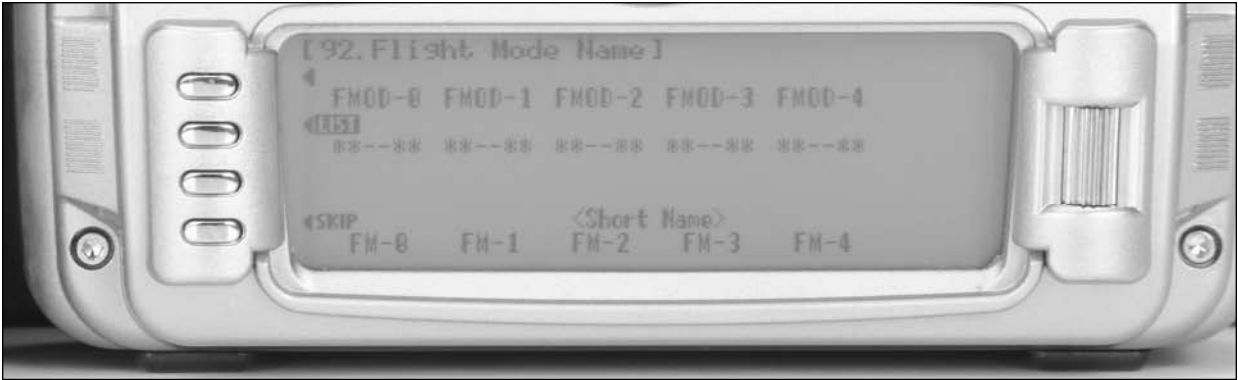 [92.Flight Mode Name]
FMOD-0 FMOD-1 FMOD-2 FMOD-3 FMOD-4
LIST
**--** **--** **--** **--** **--**
SKIP <Short Name>
FM-0 FM-1 FM-2 FM-3 FM-4